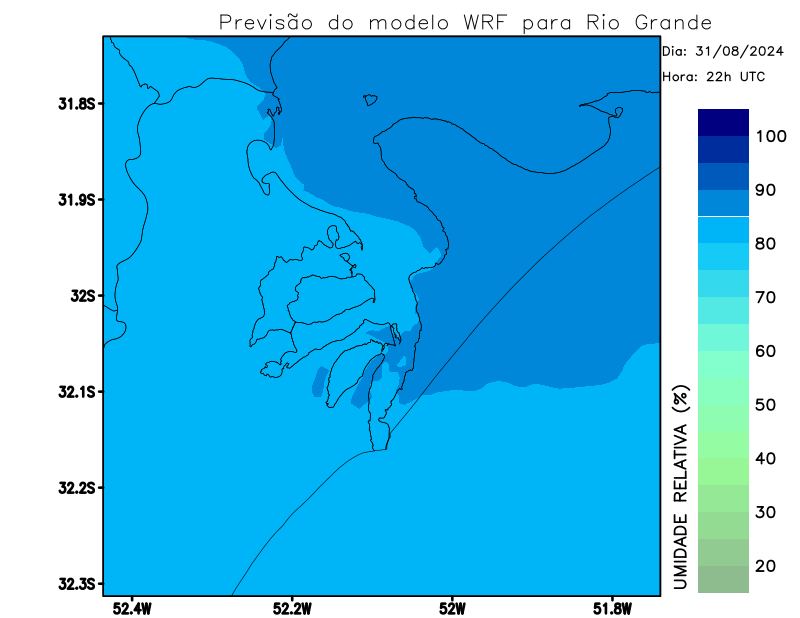 Previsão do modelo WRF para Rio Grande
Dia: 31/08/2024
Hora: 22h UTC
31.8S
31.9S
32S
32.1S
32.2S
32.3S
52.4W
52.2W
52W
51.8W
UMIDADE RELATIVA (%)
100
90
80
70
60
50
40
30
20